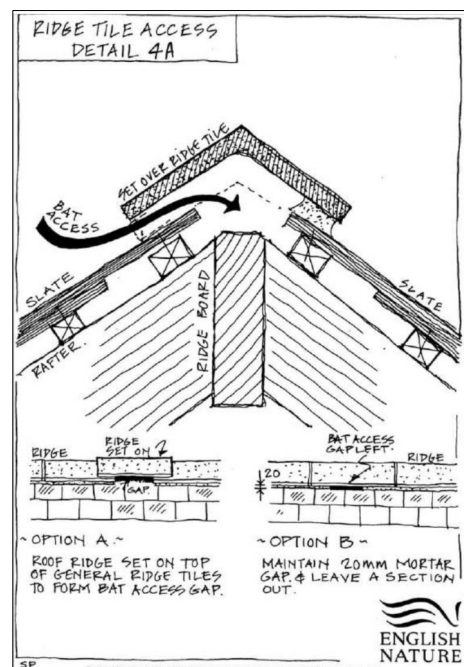 RIDGE TILE ACCESS
DETAIL 4A
SET OVER RIDGE TILE
BAT
ACCESS
SLATE
RAFTER.
RIDGE BOARD
SLATE
RIDGE
RIDGE
SET ON
GAP.
BAT ACCESS
GAP LEFT.
RIDGE
20
~ OPTION A ~
ROOF RIDGE SET ON TOP
OF GENERAL RIDGE TILES
TO FORM BAT ACCESS GAP.
~ OPTION B ~
MAINTAIN 20mm MORTAR
GAP. & LEAVE A SECTION
OUT.
ENGLISH
NATURE
SP